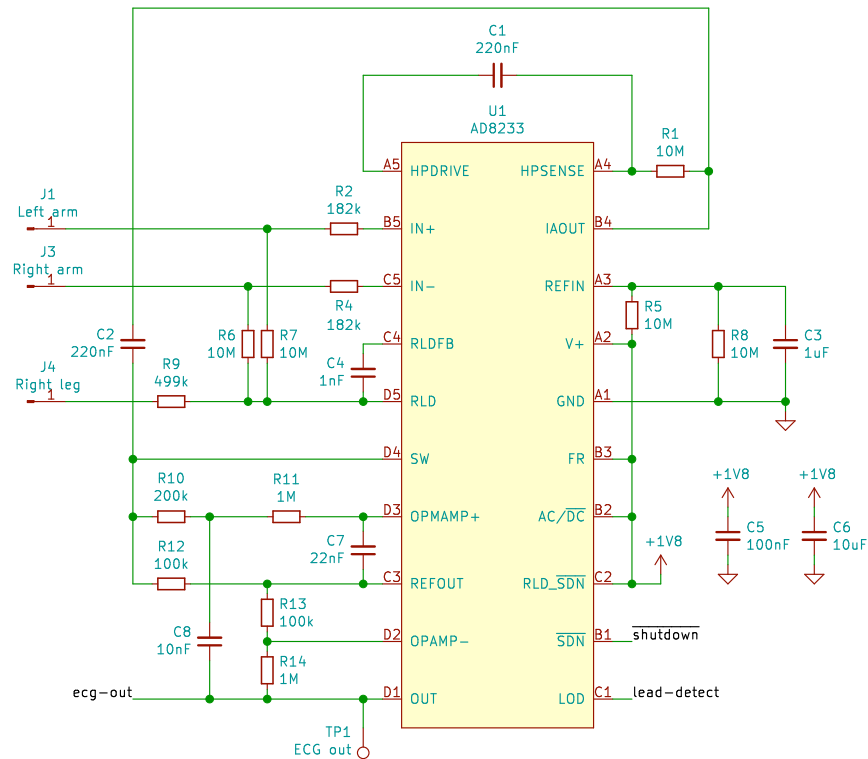 C1
220nF
U1
AD8233
R1
10M
A5
HPDRIVE
HPSENSE
A4
J1
Left arm
1
R2
182k
B5
IN+
IAOUT
B4
J3
Right arm
1
R4
182k
C5
IN-
REFIN
A3
C2
220nF
R6
10M
R7
10M
C4
RLDFB
V+
A2
R5
10M
R8
10M
C3
1uF
J4
Right leg
1
R9
499k
C4
1nF
D5
RLD
GND
A1
D4
SW
FR
B3
R10
200k
R11
1M
D3
OPMAMP+
AC/DC
B2
+1V8
C5
100nF
+1V8
C6
10uF
C7
22nF
R12
100k
C3
REFOUT
RLD_SDN
C2
+1V8
R13
100k
C8
10nF
D2
OPAMP-
SDN
B1
shutdown
R14
1M
ecg-out
D1
OUT
LOD
C1
lead-detect
TP1
ECG out